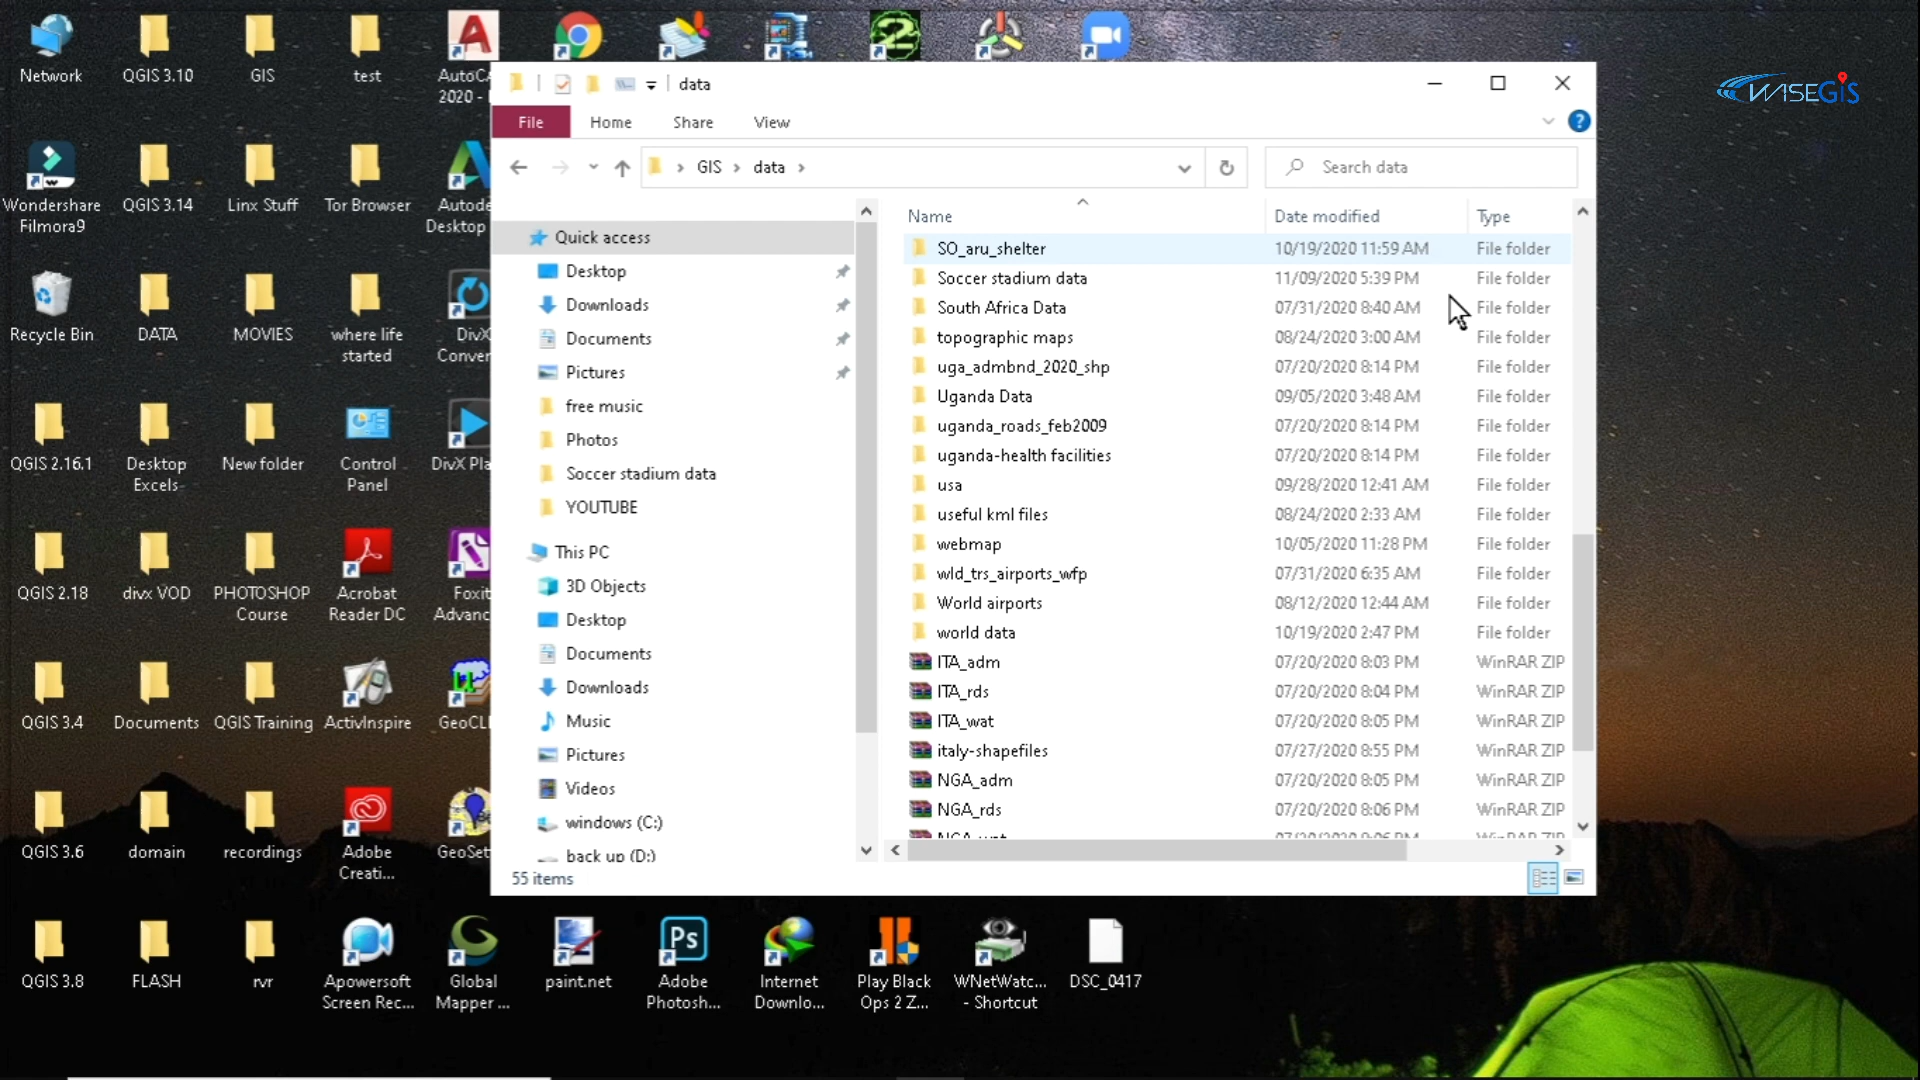 Network
QGIS 3.10
GIS
test
AutoCA
2020 -
WISEGIS
data
File
Home
Share
View
GIS
data
Search data
Wondershare
Filmora9
QGIS 3.14
Linx Stuff
Tor Browser
Autode
Desktop
Recycle Bin
DATA
MOVIES
where life
started
DivX
Conver
QGIS 2.16.1
Desktop
Excels
New folder
Control
Panel
DivX Pla
QGIS 2.18
divx VOD
PHOTOSHOP
Course
Acrobat
Reader DC
Foxit
Advanc
QGIS 3.4
Documents
QGIS Training
ActivInspire
GeoCLI
QGIS 3.6
domain
recordings
Adobe
Creati...
GeoSet
Quick access
Desktop
Downloads
Documents
Pictures
free music
Photos
Soccer stadium data
YOUTUBE
This PC
3D Objects
Desktop
Documents
Downloads
Music
Pictures
Videos
windows (C:)
back up (D:)
Name Date modified Type
SO_aru_shelter 10/19/2020 11:59 AM File folder
Soccer stadium data 11/09/2020 5:39 PM File folder
South Africa Data 07/31/2020 8:40 AM File folder
topographic maps 08/24/2020 3:00 AM File folder
uga_admbnd_2020_shp 07/20/2020 8:14 PM File folder
Uganda Data 09/05/2020 3:48 AM File folder
uganda_roads_feb2009 07/20/2020 8:14 PM File folder
uganda-health facilities 07/20/2020 8:14 PM File folder
usa 09/28/2020 12:41 AM File folder
useful kml files 08/24/2020 2:33 AM File folder
webmap 10/05/2020 11:28 PM File folder
wld_trs_airports_wfp 07/31/2020 6:35 AM File folder
World airports 08/12/2020 12:44 AM File folder
world data 10/19/2020 2:47 PM File folder
ITA_adm 07/20/2020 8:03 PM WinRAR ZIP
ITA_rds 07/20/2020 8:04 PM WinRAR ZIP
ITA_wat 07/20/2020 8:05 PM WinRAR ZIP
italy-shapefiles 07/27/2020 8:55 PM WinRAR ZIP
NGA_adm 07/20/2020 8:05 PM WinRAR ZIP
NGA_rds 07/20/2020 8:06 PM WinRAR ZIP
55 items
QGIS 3.8
FLASH
rvr
Apowersoft
Screen Rec...
Global
Mapper ...
paint.net
Adobe
Photosh...
Internet
Downlo...
Play Black
Ops 2 Z...
WNetWatc...
- Shortcut
DSC_0417